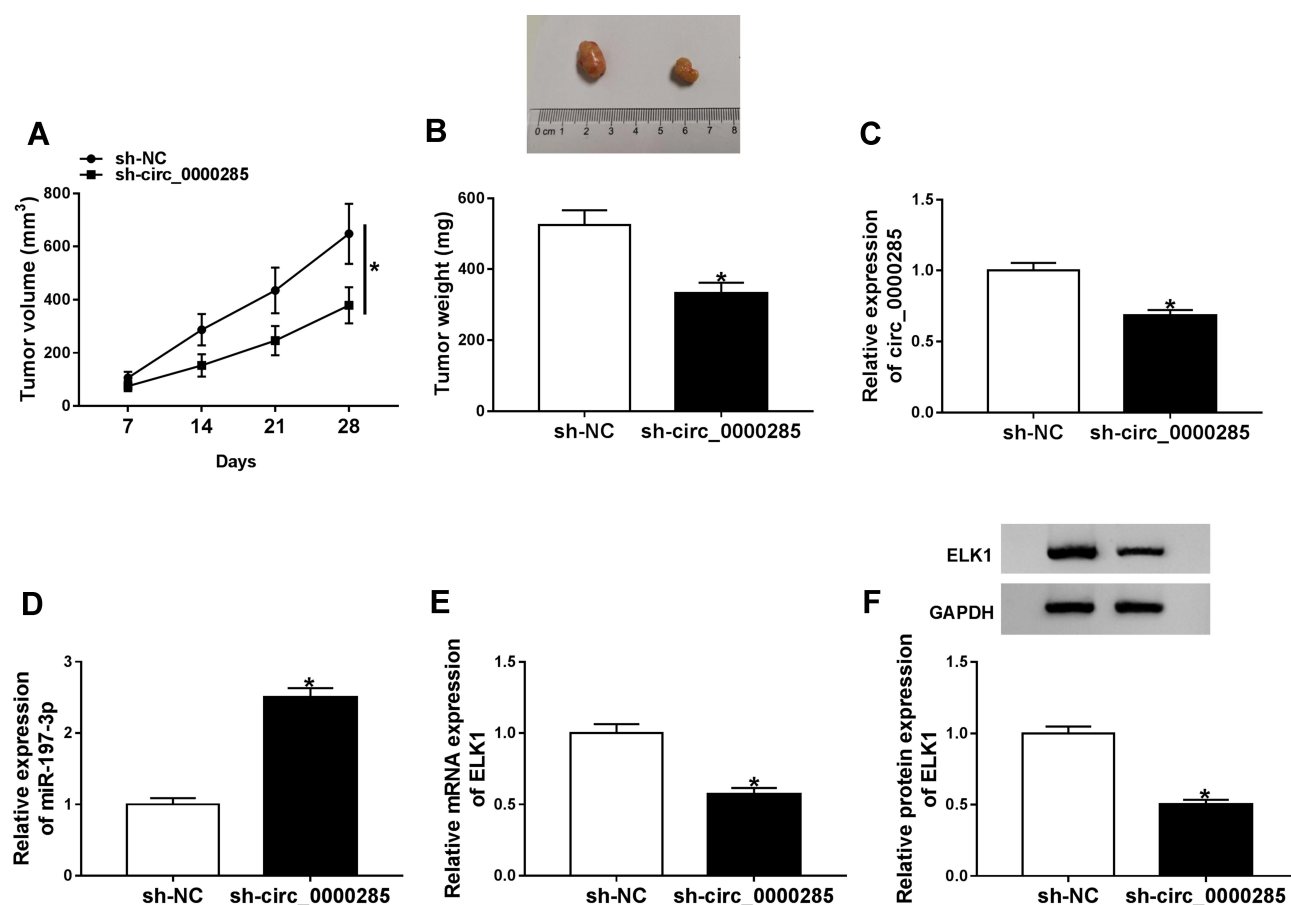 A
sh-NC
sh-circ_0000285
Tumor volume (mm³)
800
600
400
200
0
7 14 21 28
Days
B
0 cm 1 2 3 4 5 6 7 8
Tumor weight (mg)
600
400
200
0
*
*
sh-NC sh-circ_0000285
C
Relative expression
of circ_0000285
1.5
1.0
0.5
0.0
*
sh-NC sh-circ_0000285
D
Relative expression
of miR-197-3p
3
2
1
0
*
sh-NC sh-circ_0000285
E
Relative mRNA expression
of ELK1
1.5
1.0
0.5
0.0
*
sh-NC sh-circ_0000285
F
ELK1
GAPDH
Relative protein expression
of ELK1
1.5
1.0
0.5
0.0
*
sh-NC sh-circ_0000285